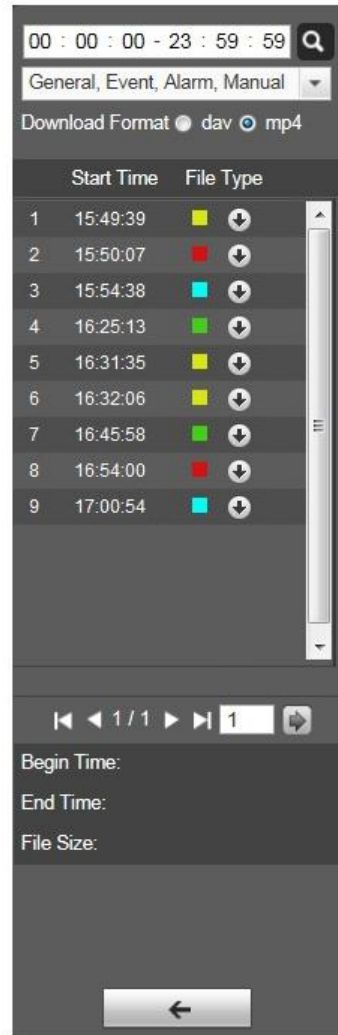 00 : 00 : 00 - 23 : 59 : 59
General, Event, Alarm, Manual
Download Format dav mp4
Start Time File Type
1 15:49:39
2 15:50:07
3 15:54:38
4 16:25:13
5 16:31:35
6 16:32:06
7 16:45:58
8 16:54:00
9 17:00:54
1 / 1 1
Begin Time:
End Time:
File Size: